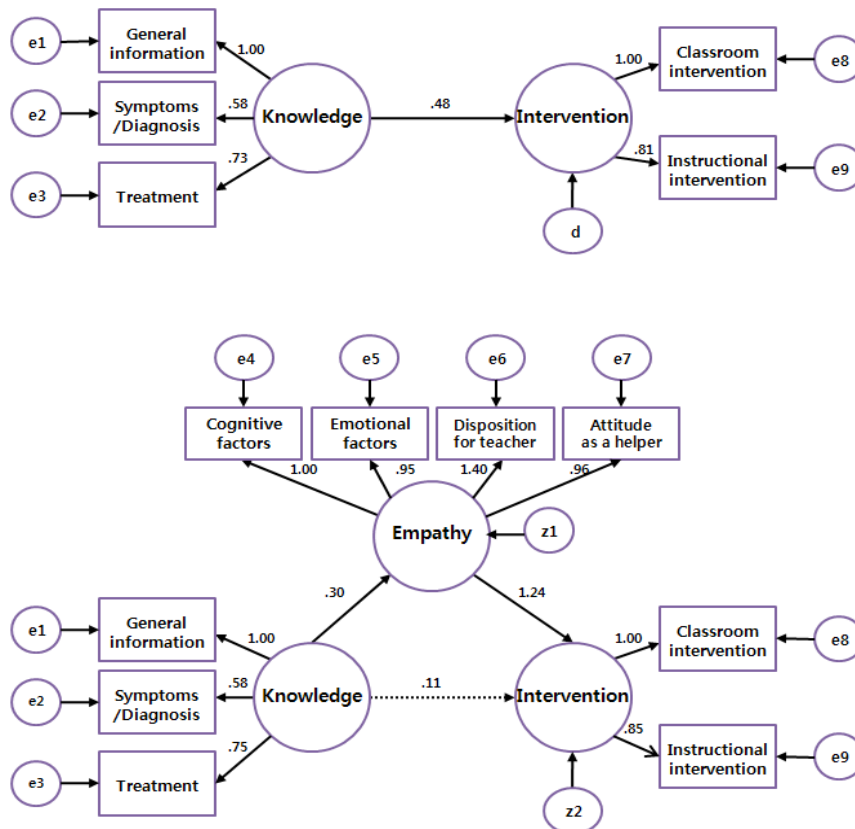 General
information
e1
1.00
Classroom
intervention
1.00
e8
e2
Symptoms
/Diagnosis
.58
Knowledge
.48
Intervention
.73
.81
Instructional
intervention
e9
e3
Treatment
d
e4
e5
e6
e7
Cognitive
factors
Emotional
factors
Disposition
for teacher
Attitude
as a helper
1.00
.95
1.40
.96
Empathy
z1
.30
1.24
e1
General
information
1.00
1.00
Classroom
intervention
e8
e2
Symptoms
/Diagnosis
.58
Knowledge
.11
Intervention
.75
.85
Instructional
intervention
e9
e3
Treatment
z2